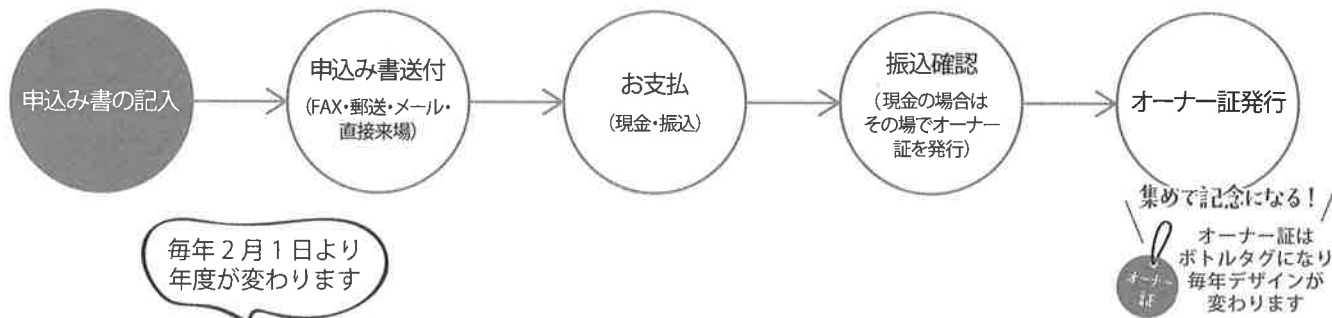 申込み書の記入
申込み書送付
(FAX・郵送・メール・
直接来場)
お支払
(現金・振込)
振込確認
(現金の場合は
その場でオーナー
証を発行)
オーナー証発行
毎年2月1日より
年度が変わります
集めて記念になる!
オーナー証は
ボトルタグになり
毎年デザインが
変わります
オーナー
証